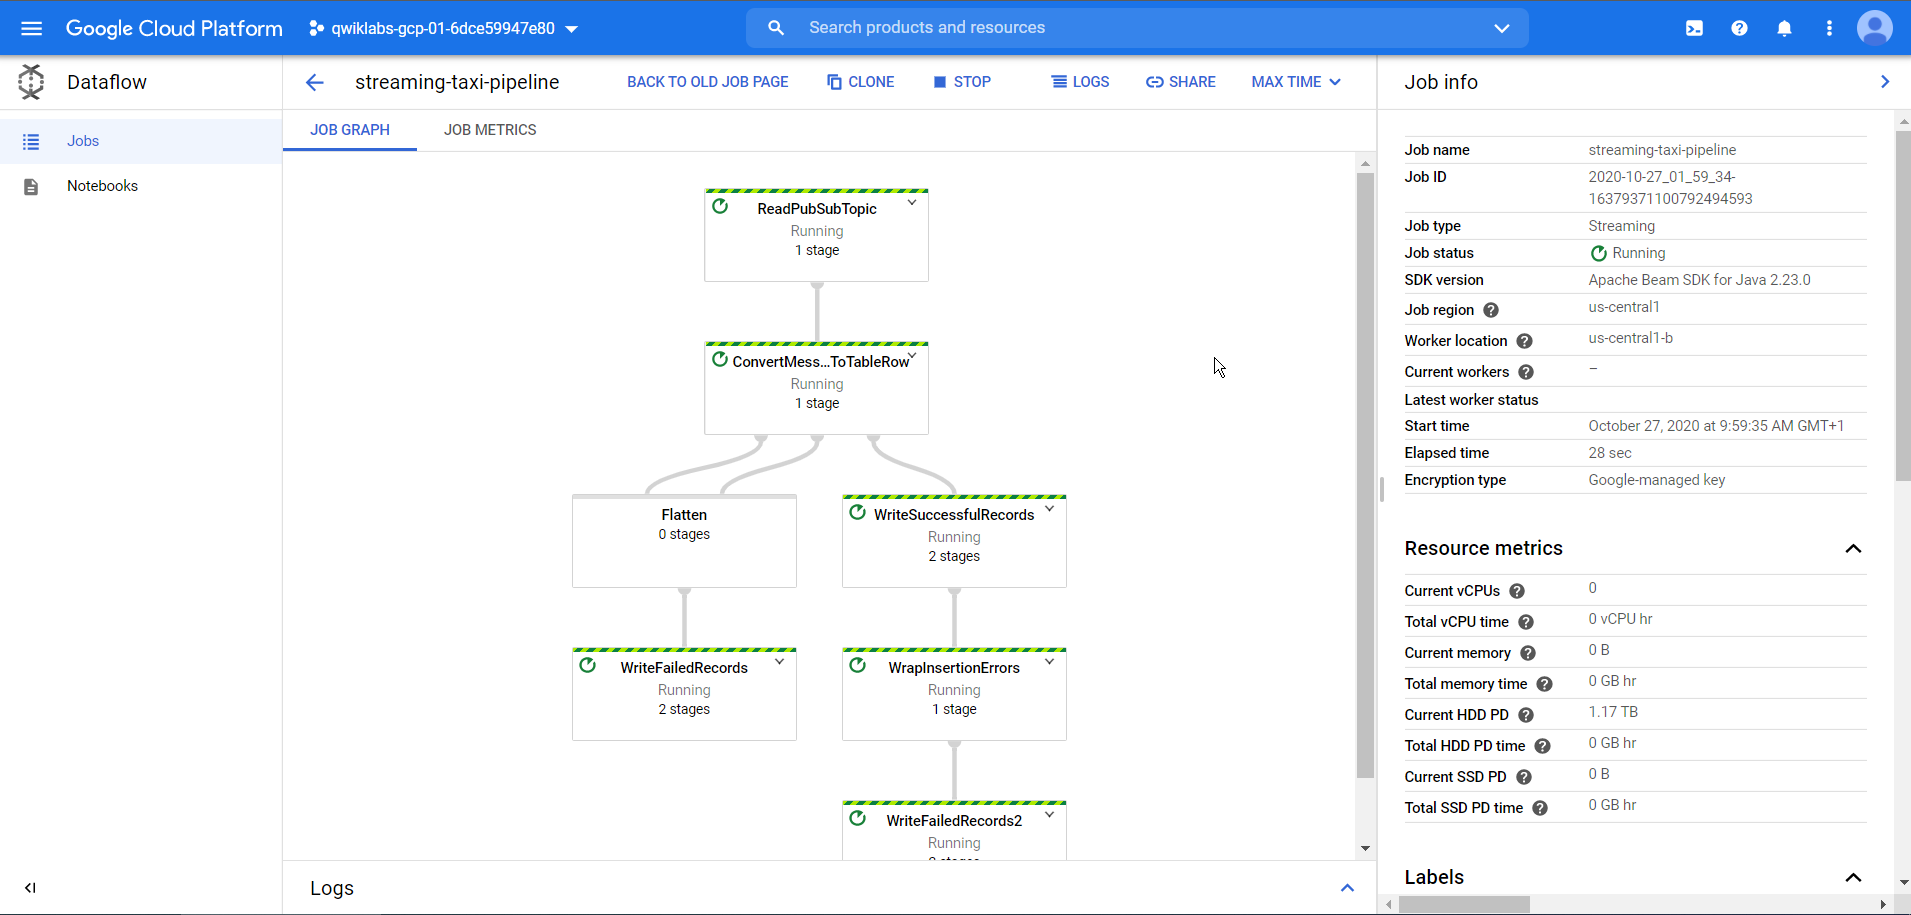 Google Cloud Platform
qwiklabs-gcp-01-6dce59947e80
Search products and resources
Dataflow
streaming-taxi-pipeline
BACK TO OLD JOB PAGE
CLONE
STOP
LOGS
SHARE
MAX TIME
Job info
Jobs
Notebooks
JOB GRAPH
JOB METRICS
ReadPubSubTopic
Running
1 stage
ConvertMess...ToTableRow
Running
1 stage
Flatten
0 stages
WriteSuccessfulRecords
Running
2 stages
WriteFailedRecords
Running
2 stages
WrapInsertionErrors
Running
1 stage
WriteFailedRecords2
Running
Logs
Job name streaming-taxi-pipeline
Job ID 2020-10-27_01_59_34-
16379371100792494593
Job type Streaming
Job status Running
SDK version Apache Beam SDK for Java 2.23.0
Job region us-central1
Worker location us-central1-b
Current workers –
Latest worker status
Start time October 27, 2020 at 9:59:35 AM GMT+1
Elapsed time 28 sec
Encryption type Google-managed key
Resource metrics
Current vCPUs 0
Total vCPU time 0 vCPU hr
Current memory 0 B
Total memory time 0 GB hr
Current HDD PD 1.17 TB
Total HDD PD time 0 GB hr
Current SSD PD 0 B
Total SSD PD time 0 GB hr
Labels